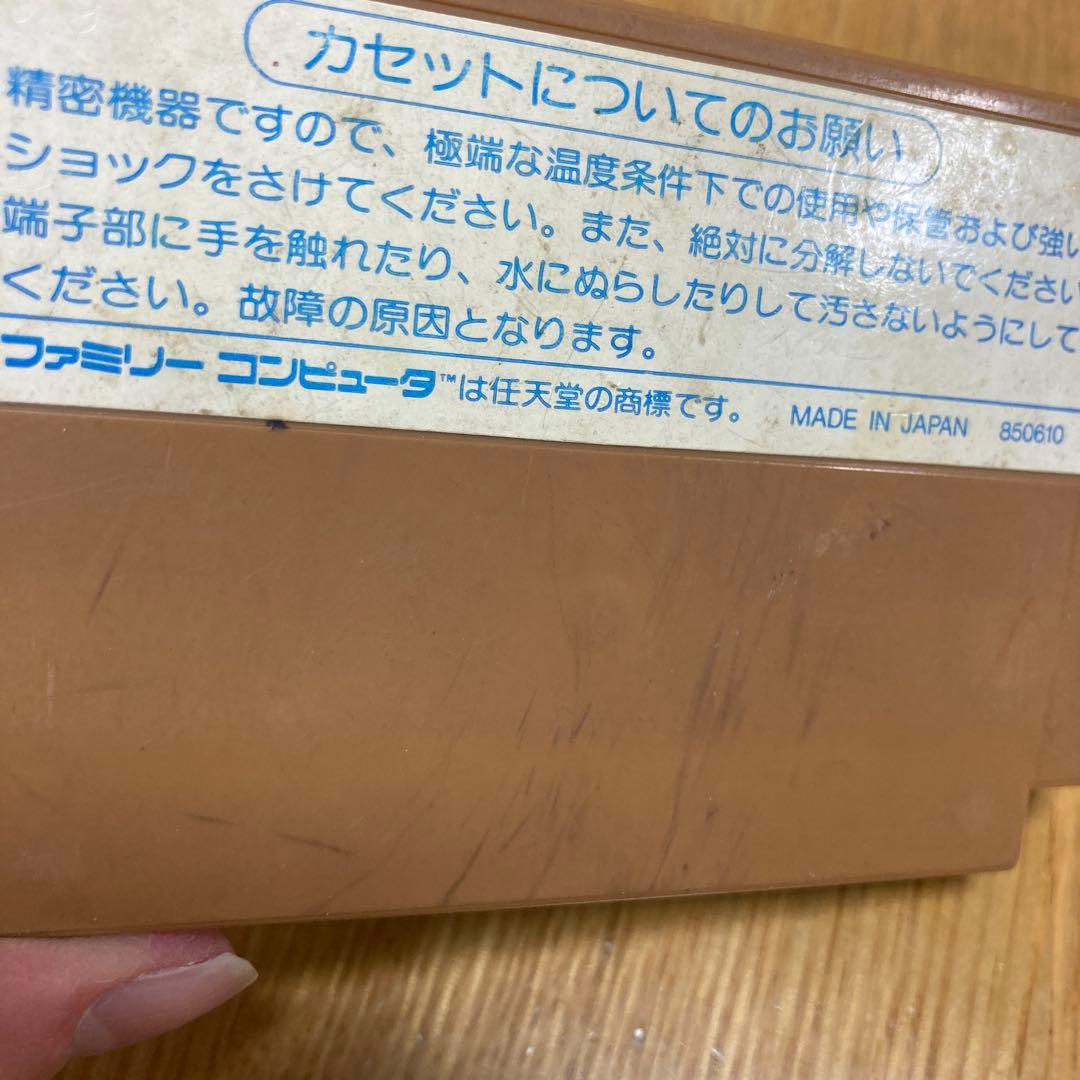 カセットについてのお願い
精密機器ですので、極端な温度条件下での使用や保管および強い
ショックをさけてください。また、絶対に分解しないでください
端子部に手を触れたり、水にぬらしたりして汚さないようにして
ください。故障の原因となります。
ファミリー コンピュータ™は任天堂の商標です。 MADE IN JAPAN 850610